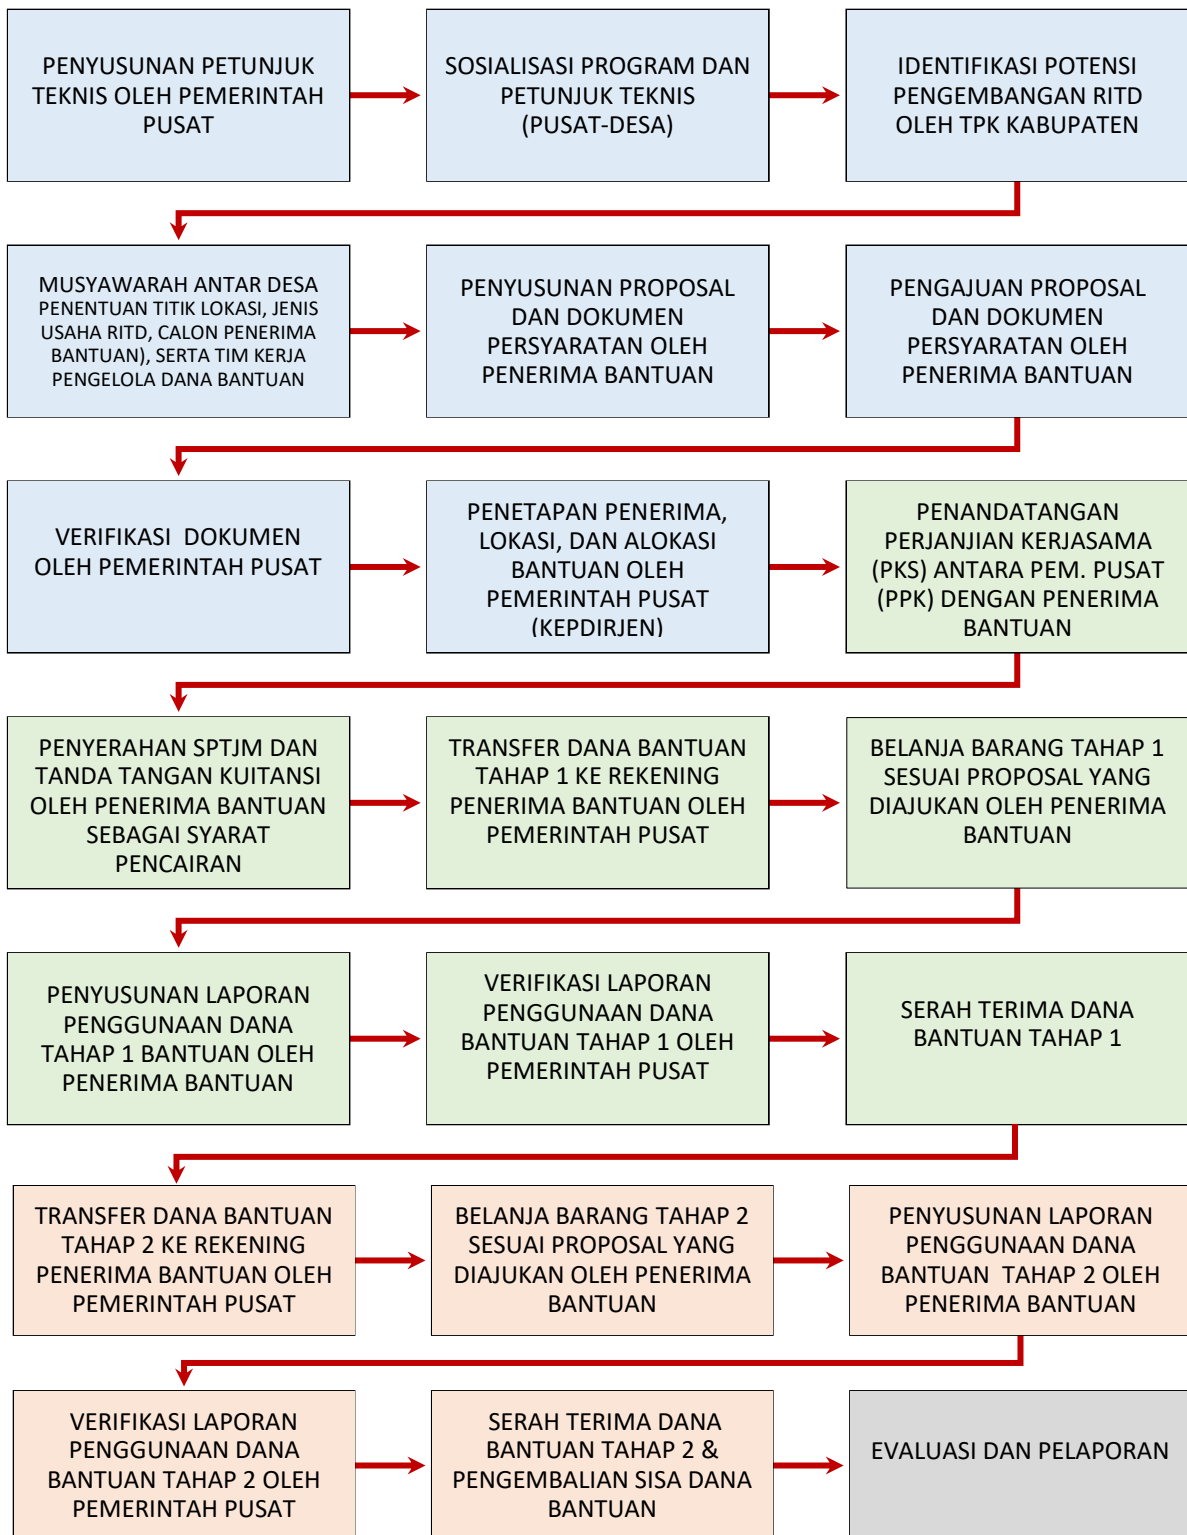 PENYUSUNAN PETUNJUK
TEKNIS OLEH PEMERINTAH
PUSAT
SOSIALISASI PROGRAM DAN
PETUNJUK TEKNIS
(PUSAT-DESA)
IDENTIFIKASI POTENSI
PENGEMBANGAN RITD
OLEH TPK KABUPATEN
MUSYAWARAH ANTAR DESA
PENENTUAN TITIK LOKASI, JENIS
USAHA RITD, CALON PENERIMA
BANTUAN), SERTA TIM KERJA
PENGELOLA DANA BANTUAN
PENYUSUNAN PROPOSAL
DAN DOKUMEN
PERSYARATAN OLEH
PENERIMA BANTUAN
PENGAJUAN PROPOSAL
DAN DOKUMEN
PERSYARATAN OLEH
PENERIMA BANTUAN
VERIFIKASI  DOKUMEN
OLEH PEMERINTAH PUSAT
PENETAPAN PENERIMA,
LOKASI, DAN ALOKASI
BANTUAN OLEH
PEMERINTAH PUSAT
(KEPDIRJEN)
PENANDATANGAN
PERJANJIAN KERJASAMA
(PKS) ANTARA PEM. PUSAT
(PPK) DENGAN PENERIMA
BANTUAN
PENYERAHAN SPTJM DAN
TANDA TANGAN KUITANSI
OLEH PENERIMA BANTUAN
SEBAGAI SYARAT
PENCAIRAN
TRANSFER DANA BANTUAN
TAHAP 1 KE REKENING
PENERIMA BANTUAN OLEH
PEMERINTAH PUSAT
BELANJA BARANG TAHAP 1
SESUAI PROPOSAL YANG
DIAJUKAN OLEH PENERIMA
BANTUAN
PENYUSUNAN LAPORAN
PENGGUNAAN DANA
TAHAP 1 BANTUAN OLEH
PENERIMA BANTUAN
VERIFIKASI LAPORAN
PENGGUNAAN DANA
BANTUAN TAHAP 1 OLEH
PEMERINTAH PUSAT
SERAH TERIMA DANA
BANTUAN TAHAP 1
TRANSFER DANA BANTUAN
TAHAP 2 KE REKENING
PENERIMA BANTUAN OLEH
PEMERINTAH PUSAT
BELANJA BARANG TAHAP 2
SESUAI PROPOSAL YANG
DIAJUKAN OLEH PENERIMA
BANTUAN
PENYUSUNAN LAPORAN
PENGGUNAAN DANA
BANTUAN  TAHAP 2 OLEH
PENERIMA BANTUAN
VERIFIKASI LAPORAN
PENGGUNAAN DANA
BANTUAN TAHAP 2 OLEH
PEMERINTAH PUSAT
SERAH TERIMA DANA
BANTUAN TAHAP 2 &
PENGEMBALIAN SISA DANA
BANTUAN
EVALUASI DAN PELAPORAN